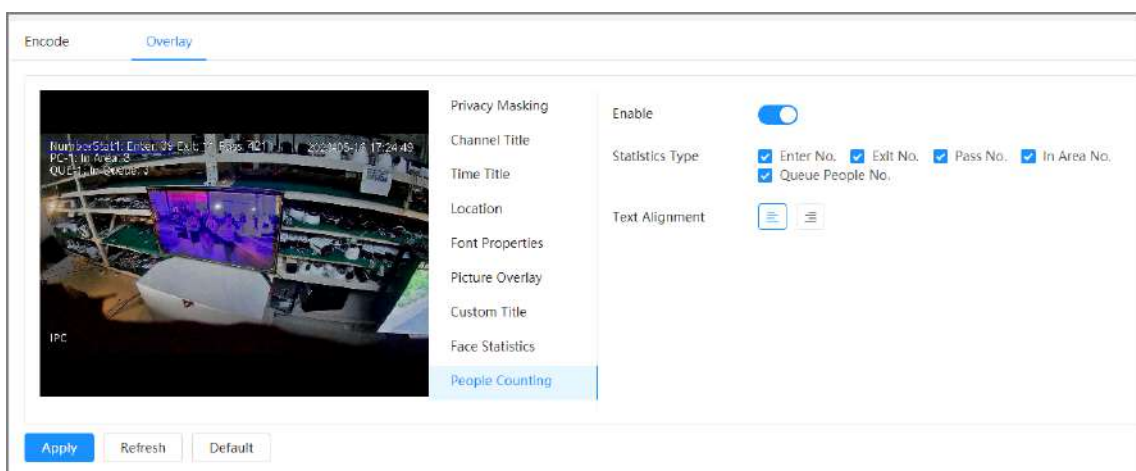 Encode Overlay
NumberStat1: Enter: 39 Exit: Pass: 421
17:24:49
PC-1: In Area: 3
QUE-1: In Queue: 3
IPC
Privacy Masking
Channel Title
Time Title
Location
Font Properties
Picture Overlay
Custom Title
Face Statistics
People Counting
Enable
Statistics Type Enter No. Exit No. Pass No. In Area No.
Queue People No.
Text Alignment
Apply Refresh Default